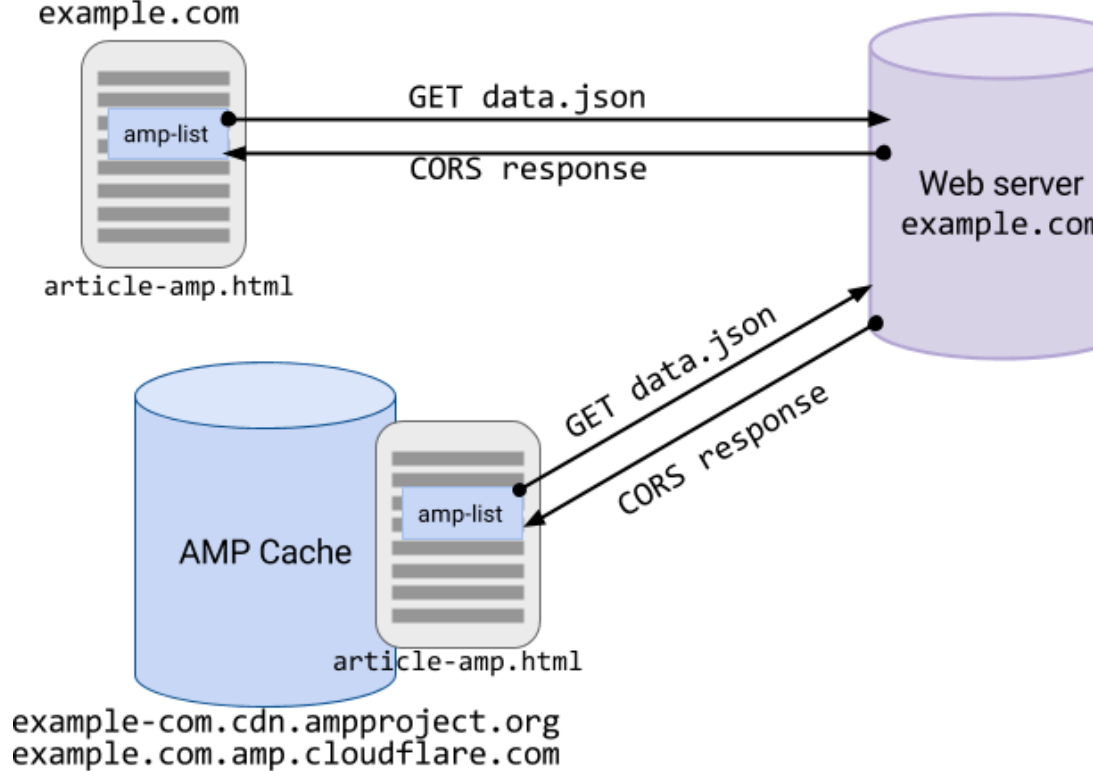 example.com
GET data.json
amp-list
CORS response
Web server
example.com
article-amp.html
GET data.json
CORS response
amp-list
AMP Cache
article-amp.html
example-com.cdn.ampproject.org
example.com.amp.cloudflare.com